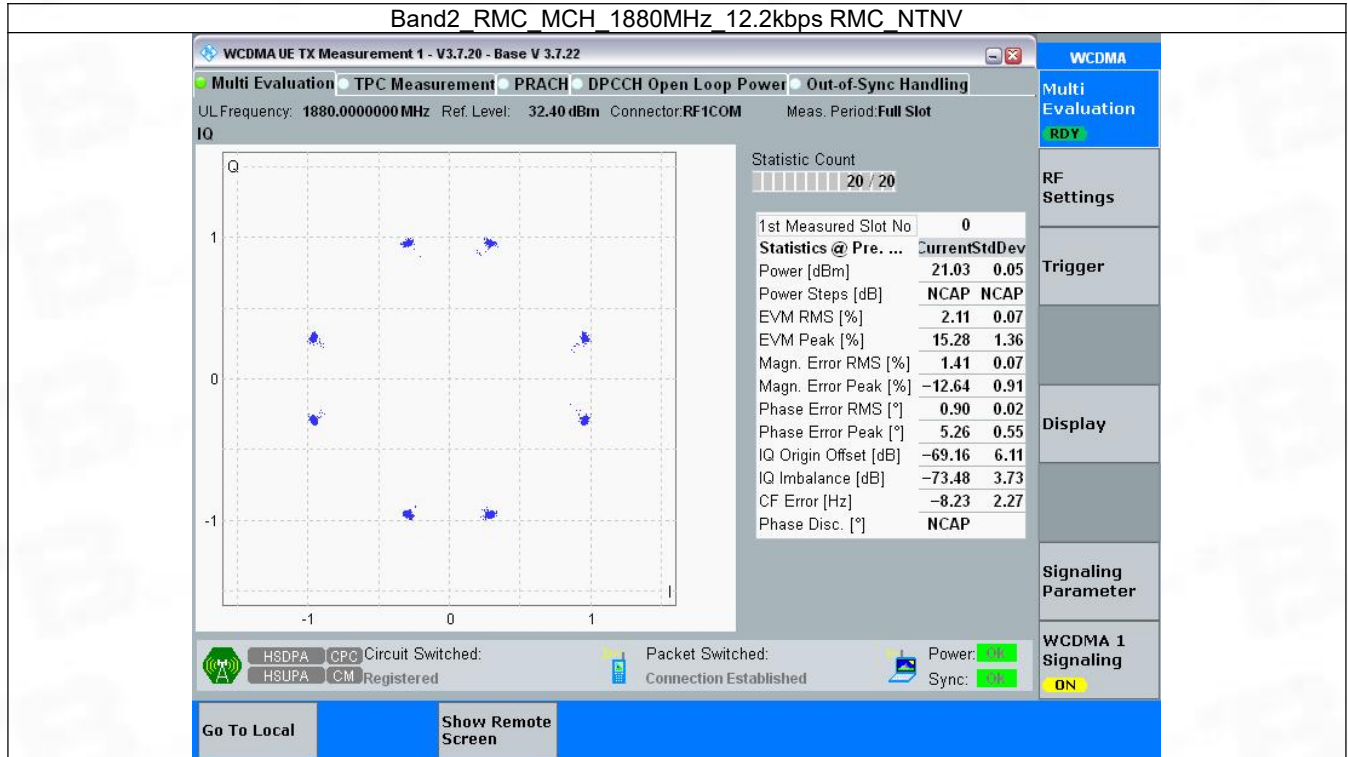 Band2_RMC_MCH_1880MHz_12.2kbps RMC_NTNV
WCDMA UE TX Measurement 1 - V3.7.20 - Base V 3.7.22
Multi Evaluation TPC Measurement PRACH DPCCH Open Loop Power Out-of-Sync Handling
UL Frequency: 1880.0000000 MHz Ref. Level: 32.40 dBm Connector:RF1COM Meas. Period:Full Slot
IQ
Q
1
0
-1
I
-1 0 1
Statistic Count
20 / 20
1st Measured Slot No 0
Statistics @ Pre. ... Current StdDev
Power [dBm] 21.03 0.05
Power Steps [dB] NCAP NCAP
EVM RMS [%] 2.11 0.07
EVM Peak [%] 15.28 1.36
Magn. Error RMS [%] 1.41 0.07
Magn. Error Peak [%] −12.64 0.91
Phase Error RMS [°] 0.90 0.02
Phase Error Peak [°] 5.26 0.55
IQ Origin Offset [dB] −69.16 6.11
IQ Imbalance [dB] −73.48 3.73
CF Error [Hz] −8.23 2.27
Phase Disc. [°] NCAP
HSDPA CPC Circuit Switched: Packet Switched: Power: Ok
HSUPA CM Registered Connection Established Sync: Ok
WCDMA
Multi
Evaluation
RDY
RF
Settings
Trigger
Display
Signaling
Parameter
WCDMA 1
Signaling
ON
Go To Local
Show Remote
Screen